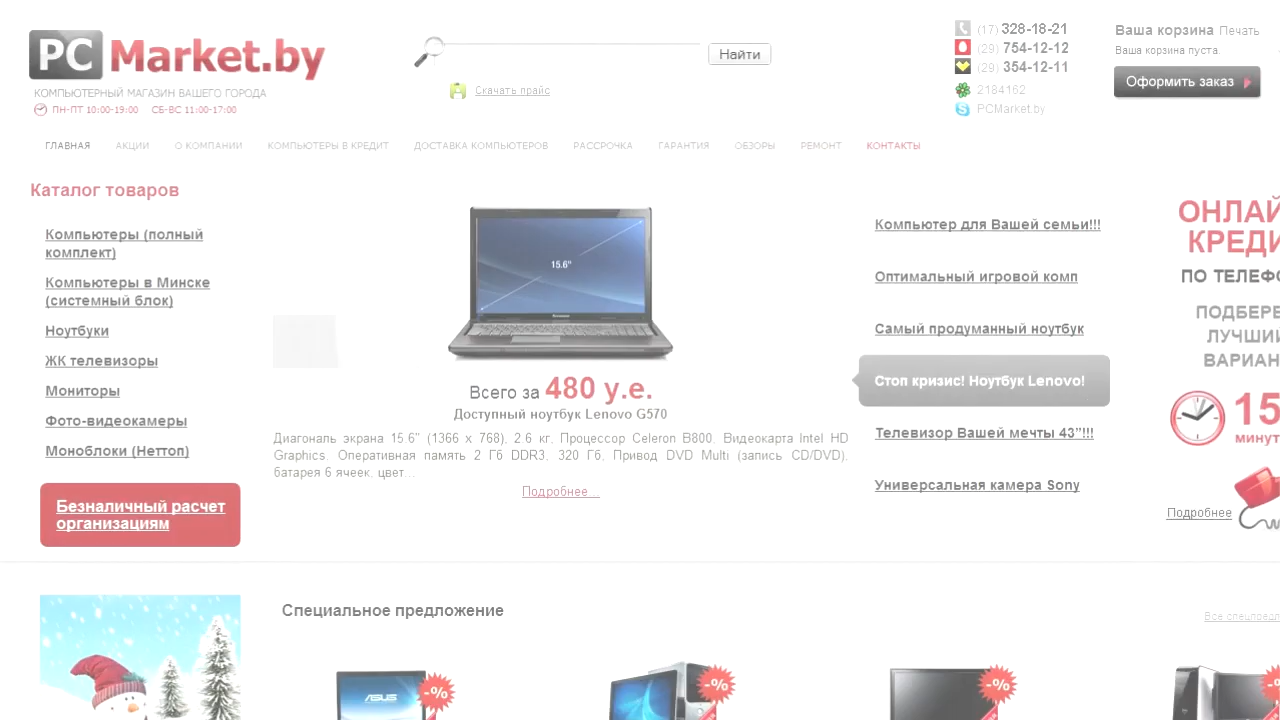 PC Market.by
КОМПЬЮТЕРНЫЙ МАГАЗИН ВАШЕГО ГОРОДА
ПН-ПТ 10:00-19:00 СБ-ВС 11:00-17:00
Найти
Скачать прайс
(17) 328-18-21
(29) 754-12-12
(29) 354-12-11
2184162
PCMarket.by
Ваша корзина Печать
Ваша корзина пуста.
Оформить заказ
ГЛАВНАЯ АКЦИИ О КОМПАНИИ КОМПЬЮТЕРЫ В КРЕДИТ ДОСТАВКА КОМПЬЮТЕРОВ РАССРОЧКА ГАРАНТИЯ ОБЗОРЫ РЕМОНТ КОНТАКТЫ
Каталог товаров
Компьютеры (полный
комплект)
Компьютеры в Минске
(системный блок)
Ноутбуки
ЖК телевизоры
Мониторы
Фото-видеокамеры
Моноблоки (Неттоп)
Безналичный расчет
организациям
15.6"
Lenovo
Всего за 480 у.е.
Доступный ноутбук Lenovo G570
Диагональ экрана 15.6" (1366 x 768), 2.6 кг, Процессор Celeron B800, Видеокарта Intel HD
Graphics, Оперативная память 2 Гб DDR3, 320 Гб, Привод DVD Multi (запись CD/DVD),
батарея 6 ячеек, цвет...
Подробнее...
Компьютер для Вашей семьи!!!
Оптимальный игровой комп
Самый продуманный ноутбук
Стоп кризис! Ноутбук Lenovo!
Телевизор Вашей мечты 43"!!!
Универсальная камера Sony
ОНЛАЙ
КРЕДИ
ПО ТЕЛЕФО
ПОДБЕРЕ
ЛУЧШИЙ
ВАРИАН
15
минут
Подробнее
Специальное предложение
Все спецпредл
ASUS
-%
-%
-%
-%